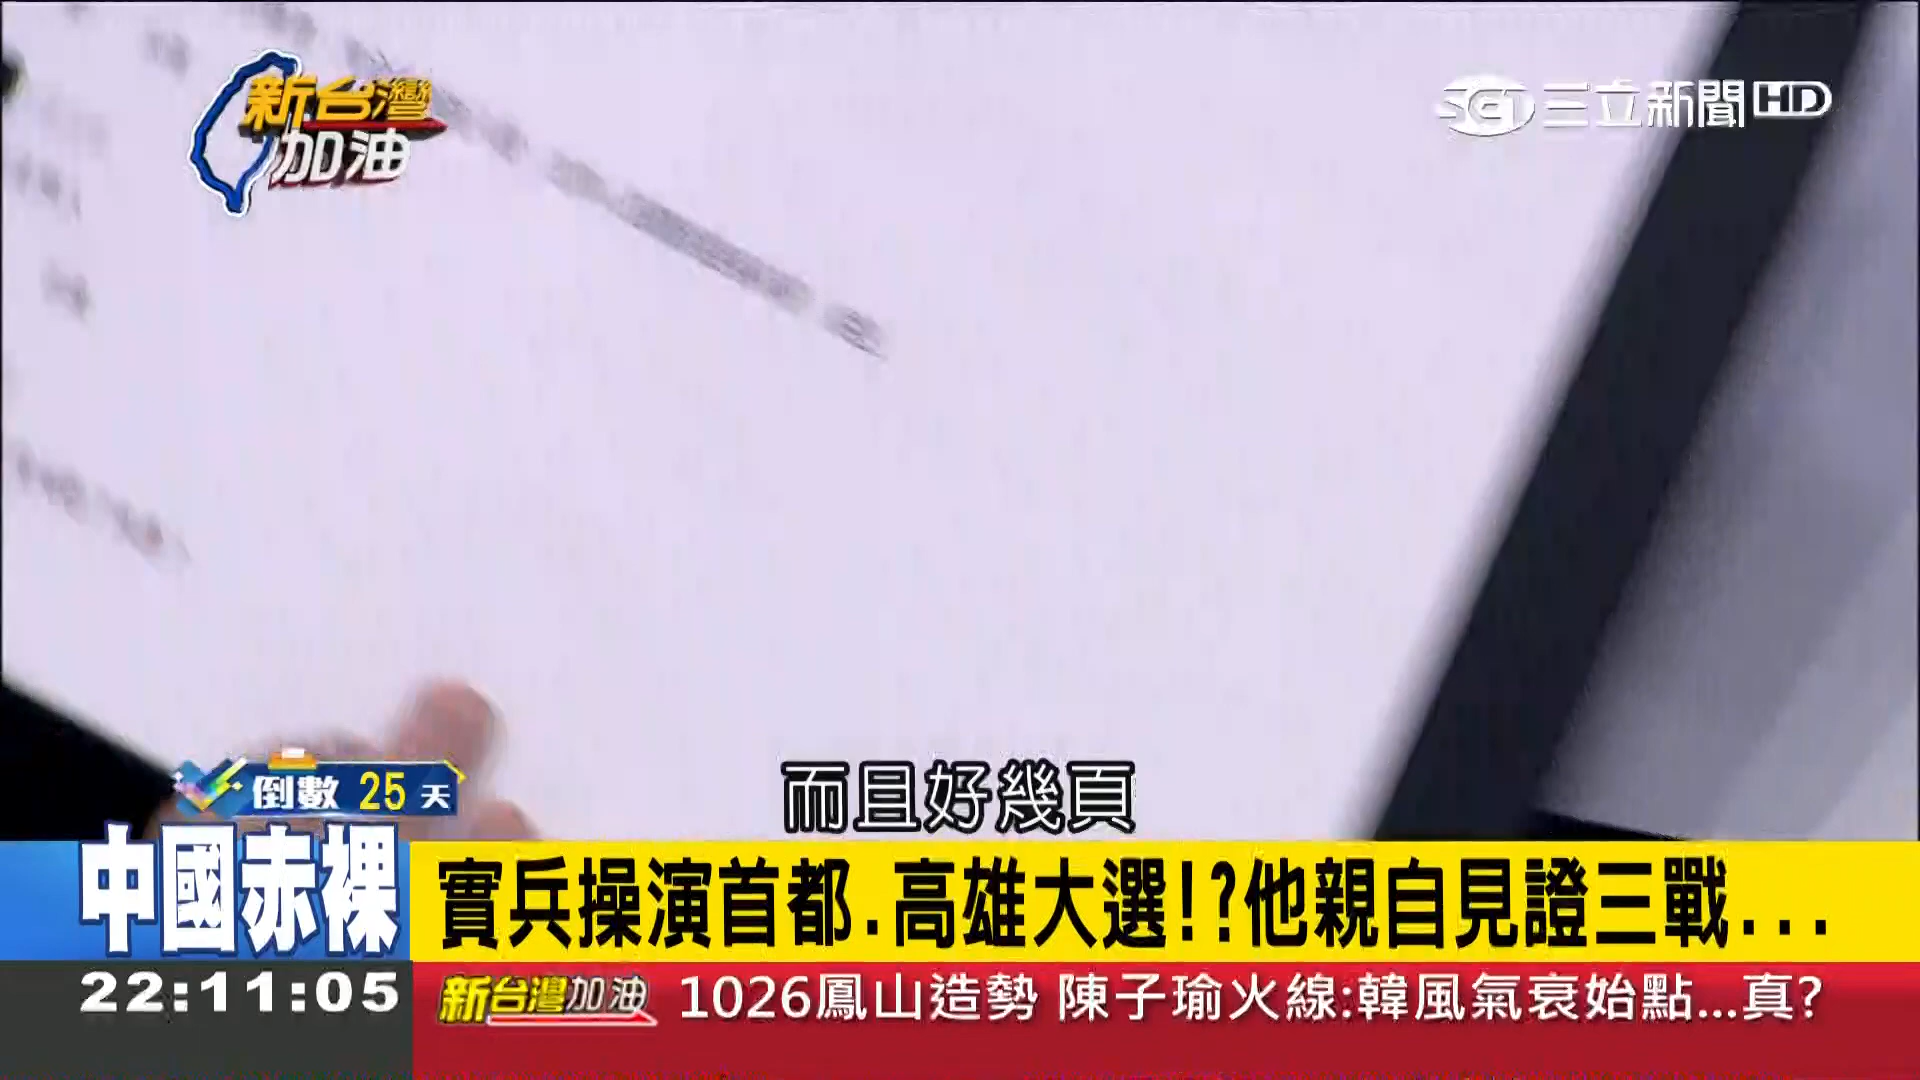 新台灣
加油
三立新聞HD
而且好幾頁
倒數 25 天
中國赤裸
實兵操演首都.高雄大選!?他親自見證三戰...
22:11:05
新台灣加油 1026鳳山造勢 陳子瑜火線:韓風氣衰始點...真?